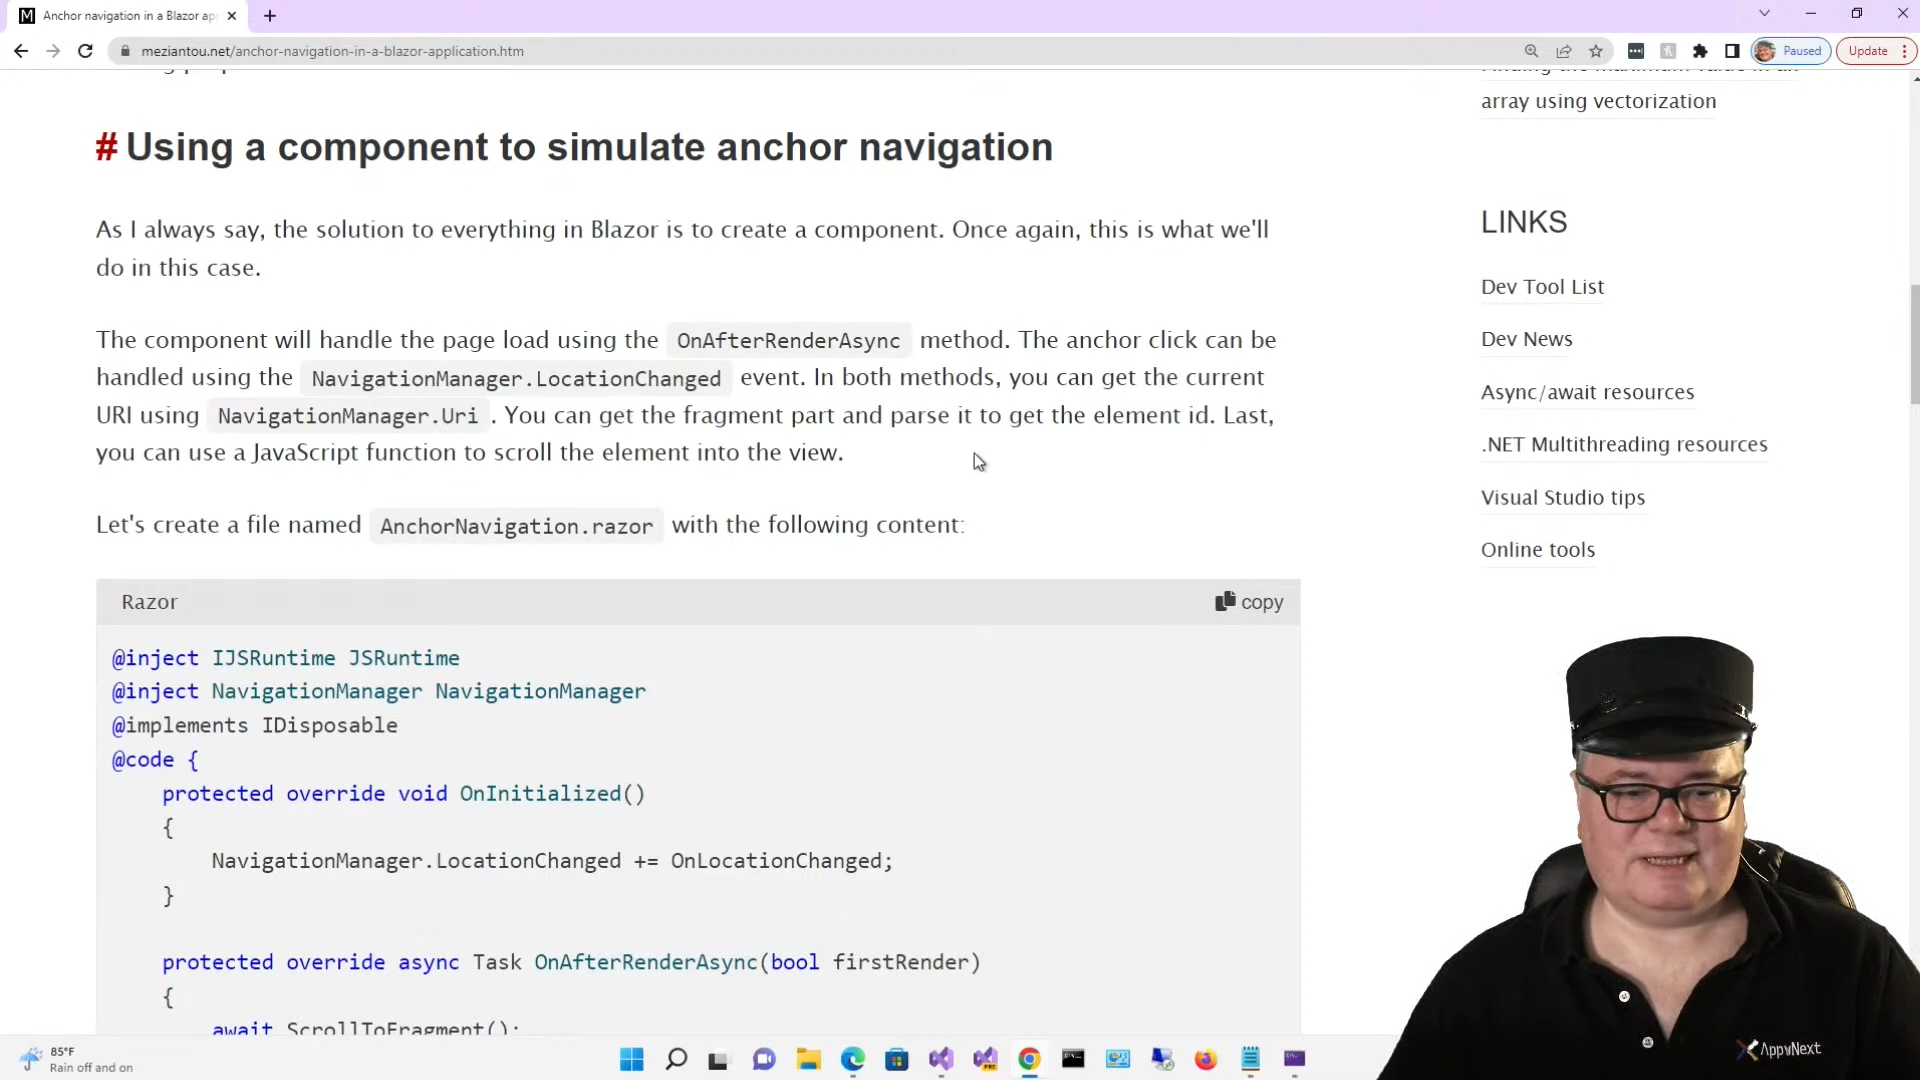 Anchor navigation in a Blazor ap
meziantou.net/anchor-navigation-in-a-blazor-application.htm
Paused
Update
array using vectorization
# Using a component to simulate anchor navigation
As I always say, the solution to everything in Blazor is to create a component. Once again, this is what we'll
do in this case.
The component will handle the page load using the OnAfterRenderAsync method. The anchor click can be
handled using the NavigationManager.LocationChanged event. In both methods, you can get the current
URI using NavigationManager.Uri. You can get the fragment part and parse it to get the element id. Last,
you can use a JavaScript function to scroll the element into the view.
Let's create a file named AnchorNavigation.razor with the following content:
Razor
copy
@inject IJSRuntime JSRuntime
@inject NavigationManager NavigationManager
@implements IDisposable
@code {
protected override void OnInitialized()
{
NavigationManager.LocationChanged += OnLocationChanged;
}
protected override async Task OnAfterRenderAsync(bool firstRender)
{
await ScrollToFragment();
LINKS
Dev Tool List
Dev News
Async/await resources
.NET Multithreading resources
Visual Studio tips
Online tools
AppvNext
85°F
Rain off and on